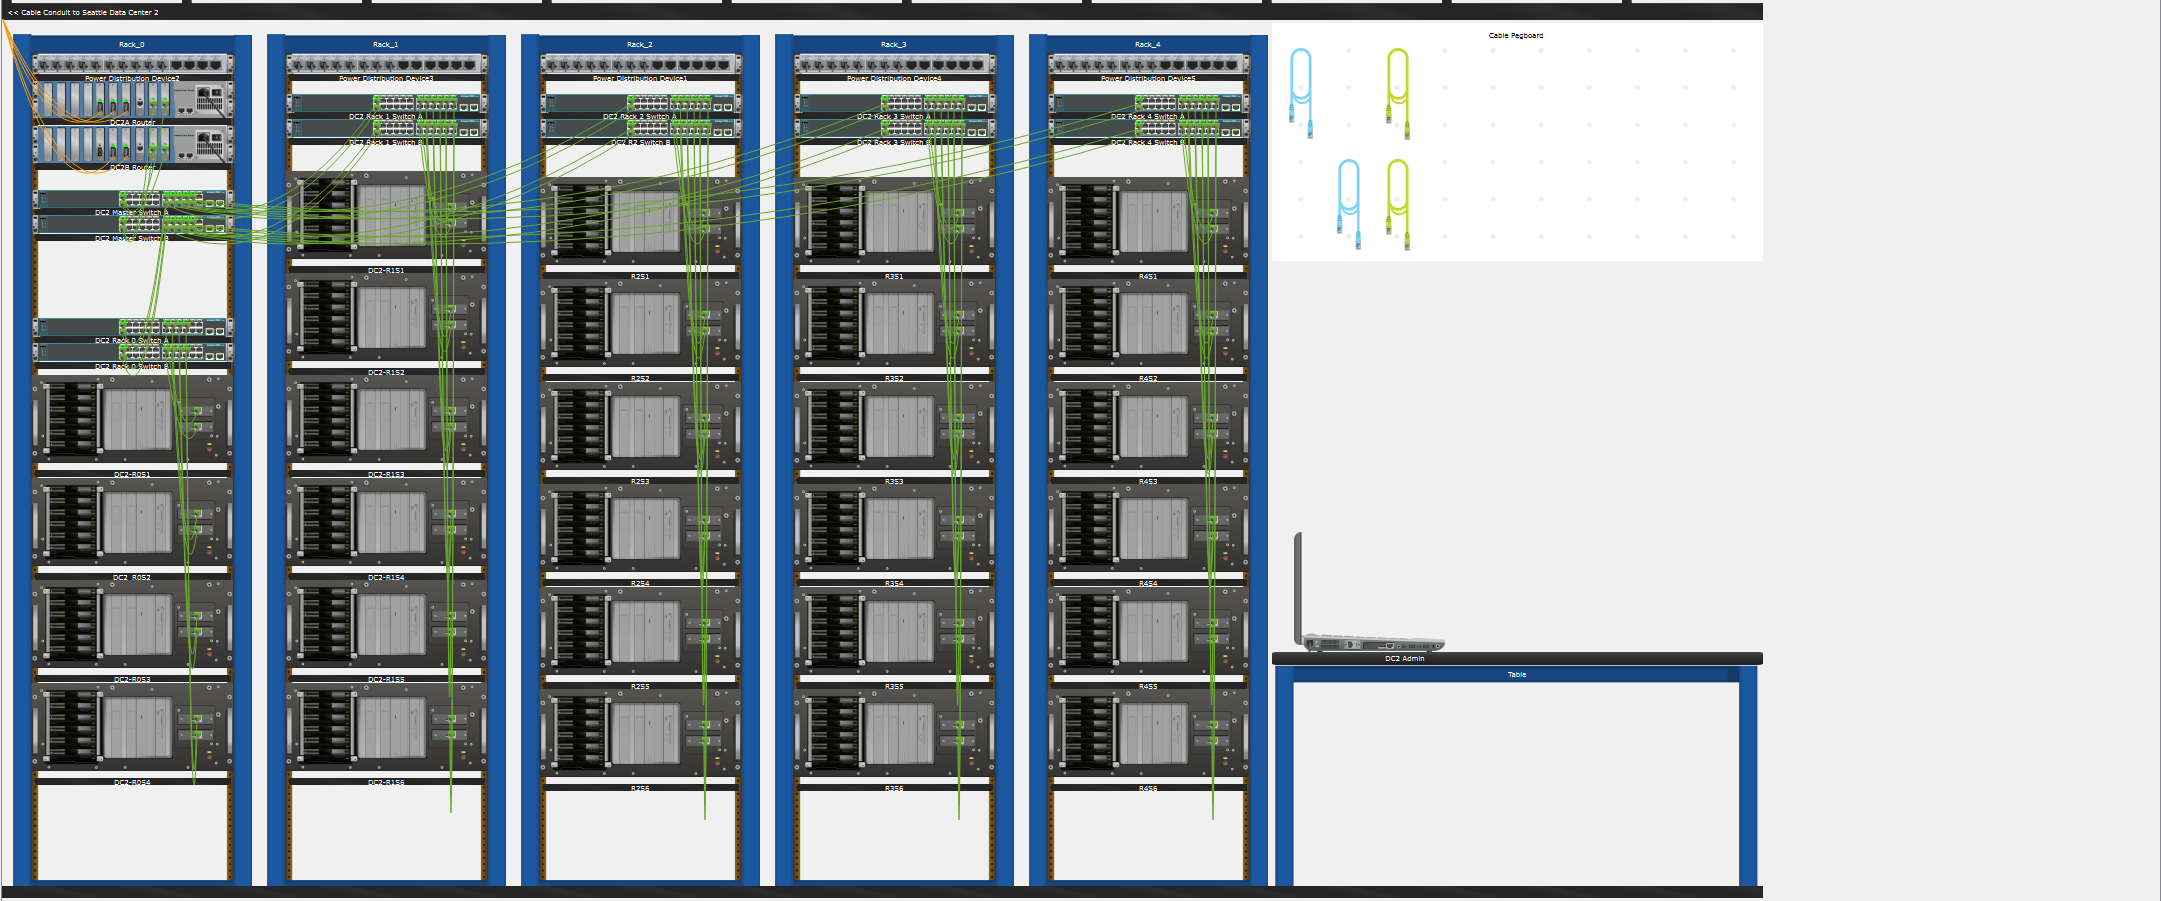 << Cable Conduit to Seattle Data Center 2
Rack_0
Power Distribution Device2
DC2A Router
DC2B Router
DC2 Master Switch A
DC2 Master Switch B
DC2 Rack 0 Switch A
DC2 Rack 0 Switch B
DC2-R0S1
DC2_R0S2
DC2-R0S3
DC2-R0S4
Rack_1
Power Distribution Device3
DC2 Rack 1 Switch A
DC2 Rack 1 Switch B
DC2-R1S1
DC2-R1S2
DC2-R1S3
DC2-R1S4
DC2-R1S5
DC2-R1S6
Rack_2
Power Distribution Device1
DC2 Rack 2 Switch A
DC2 R2 Switch B
R2S1
R2S2
R2S3
R2S4
R2S5
R2S6
Rack_3
Power Distribution Device4
DC2 Rack 3 Switch A
DC2 Rack 3 Switch B
R3S1
R3S2
R3S3
R3S4
R3S5
R3S6
Rack_4
Power Distribution Device5
DC2 Rack 4 Switch A
DC2 Rack 4 Switch B
R4S1
R4S2
R4S3
R4S4
R4S5
R4S6
Cable Pegboard
DC2 Admin
Table